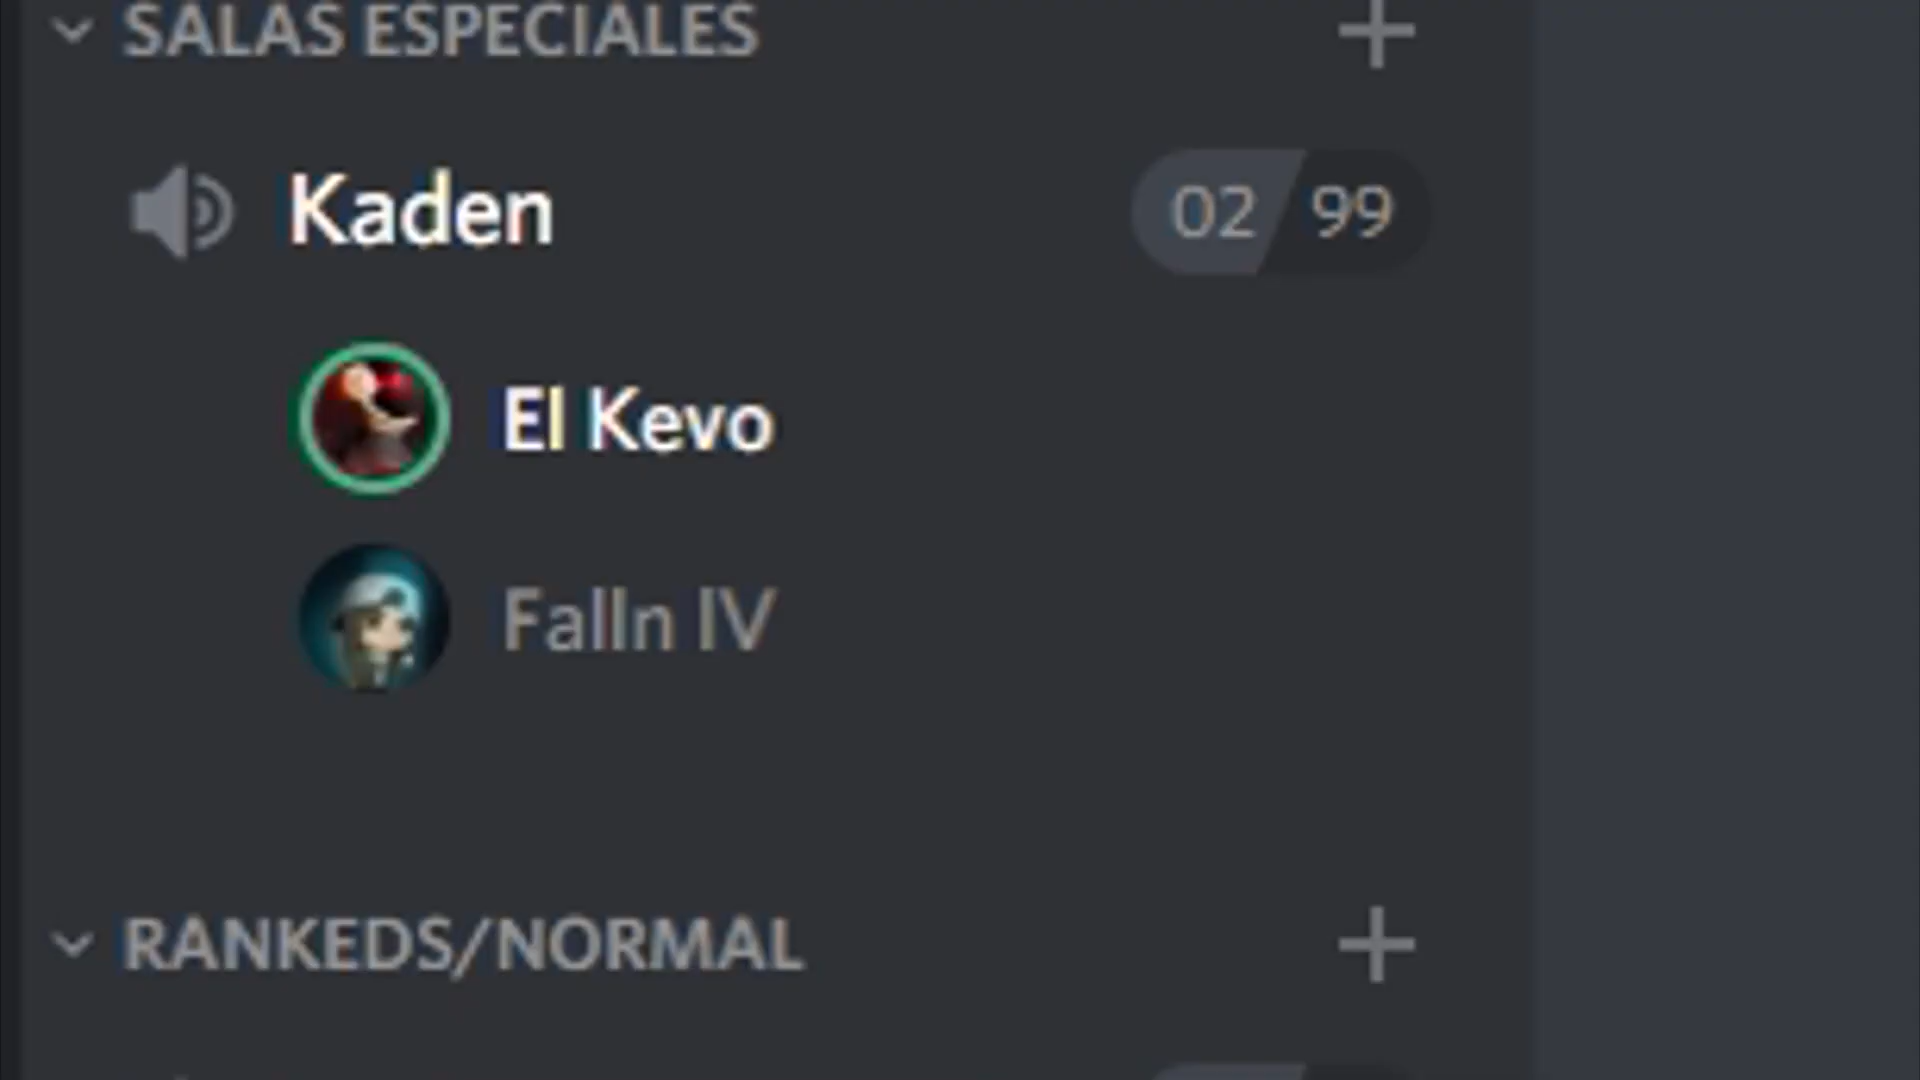 SALAS ESPECIALES
Kaden 02 99
El Kevo
Falln IV
RANKEDS/NORMAL